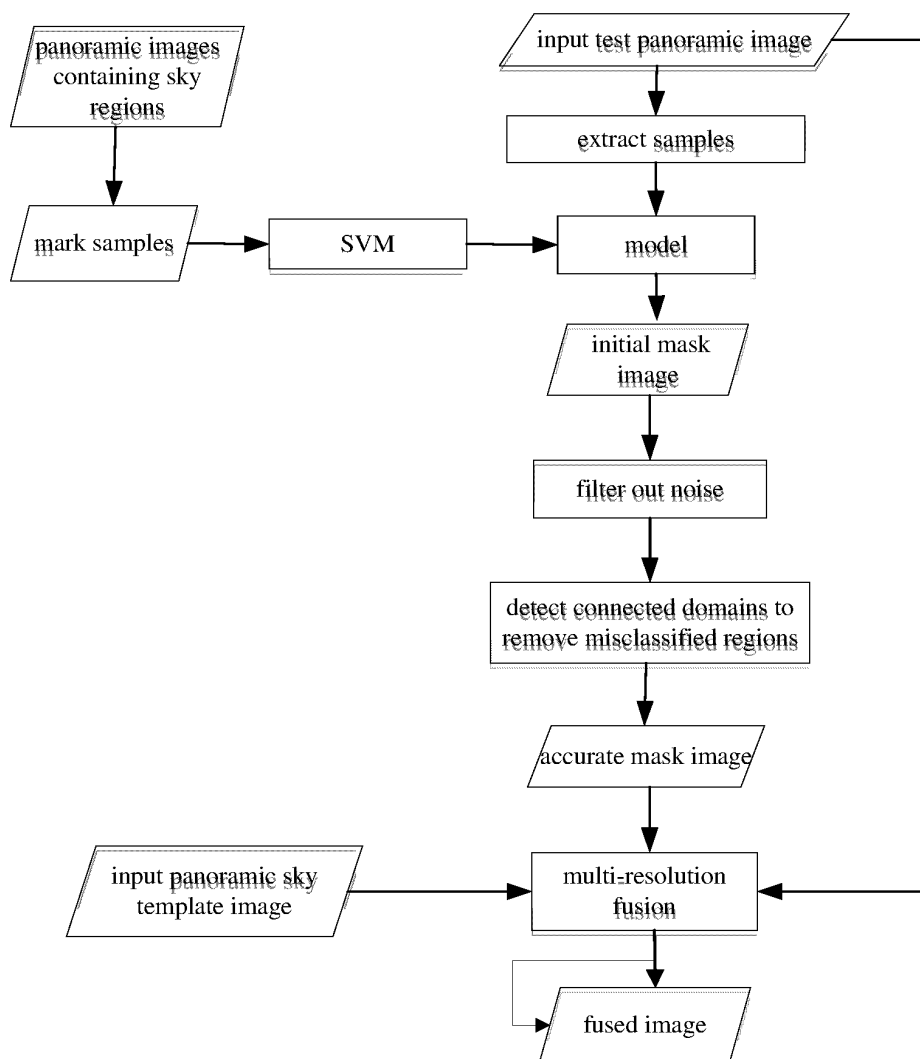 panoramic images
containing sky
regions
input test panoramic image
extract samples
mark samples
SVM
model
initial mask
image
filter out noise
detect connected domains to
remove misclassified regions
accurate mask image
input panoramic sky
template image
multi-resolution
fusion
fused image